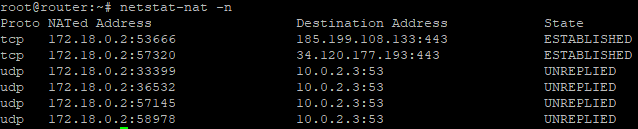 root@router:~# netstat-nat -n
Proto NATed Address                  Destination Address            State
tcp   172.18.0.2:53666               185.199.108.133:443            ESTABLISHED
tcp   172.18.0.2:57320               34.120.177.193:443             ESTABLISHED
udp   172.18.0.2:33399               10.0.2.3:53                    UNREPLIED
udp   172.18.0.2:36532               10.0.2.3:53                    UNREPLIED
udp   172.18.0.2:57145               10.0.2.3:53                    UNREPLIED
udp   172.18.0.2:58978               10.0.2.3:53                    UNREPLIED